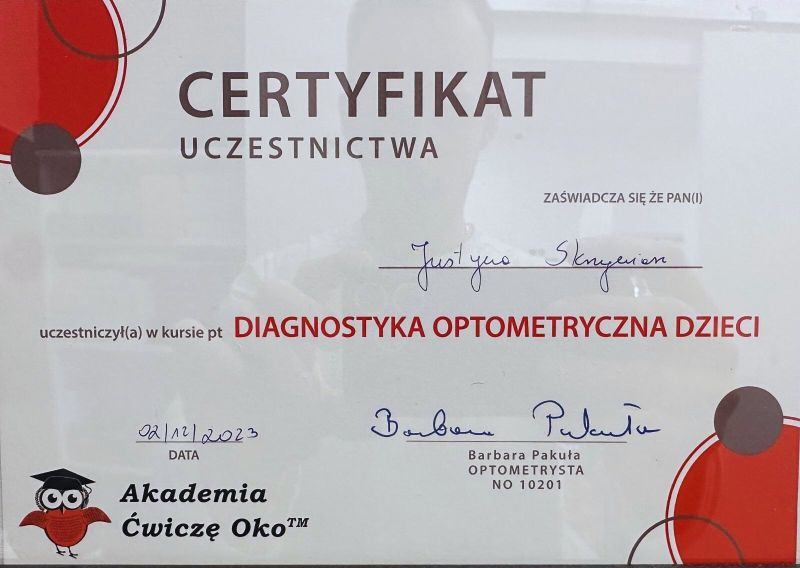 CERTYFIKAT
UCZESTNICTWA
ZAŚWIADCZA SIĘ ŻE PAN(I)
Justyna
uczestniczył(a) w kursie pt DIAGNOSTYKA OPTOMETRYCZNA DZIECI
02/12/2023
Barbara Pakuła
DATA
Barbara Pakuła
OPTOMETRYSTA
NO 10201
Akademia
Ćwiczę Oko™